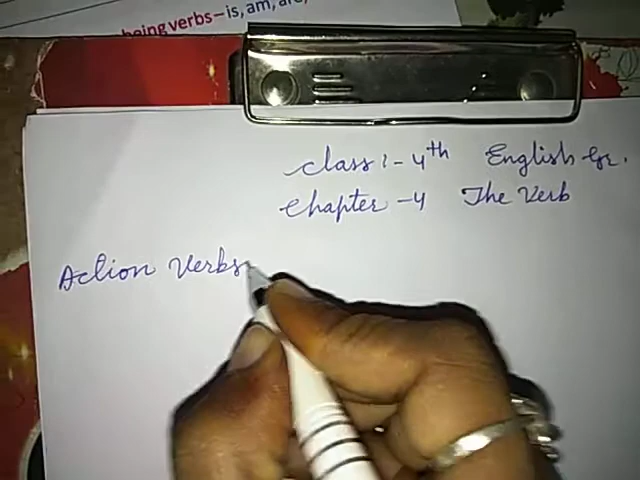 being verbs–is, am, are,
Class:- 4th English Gr.
Chapter -4 The Verb
Action Verbs